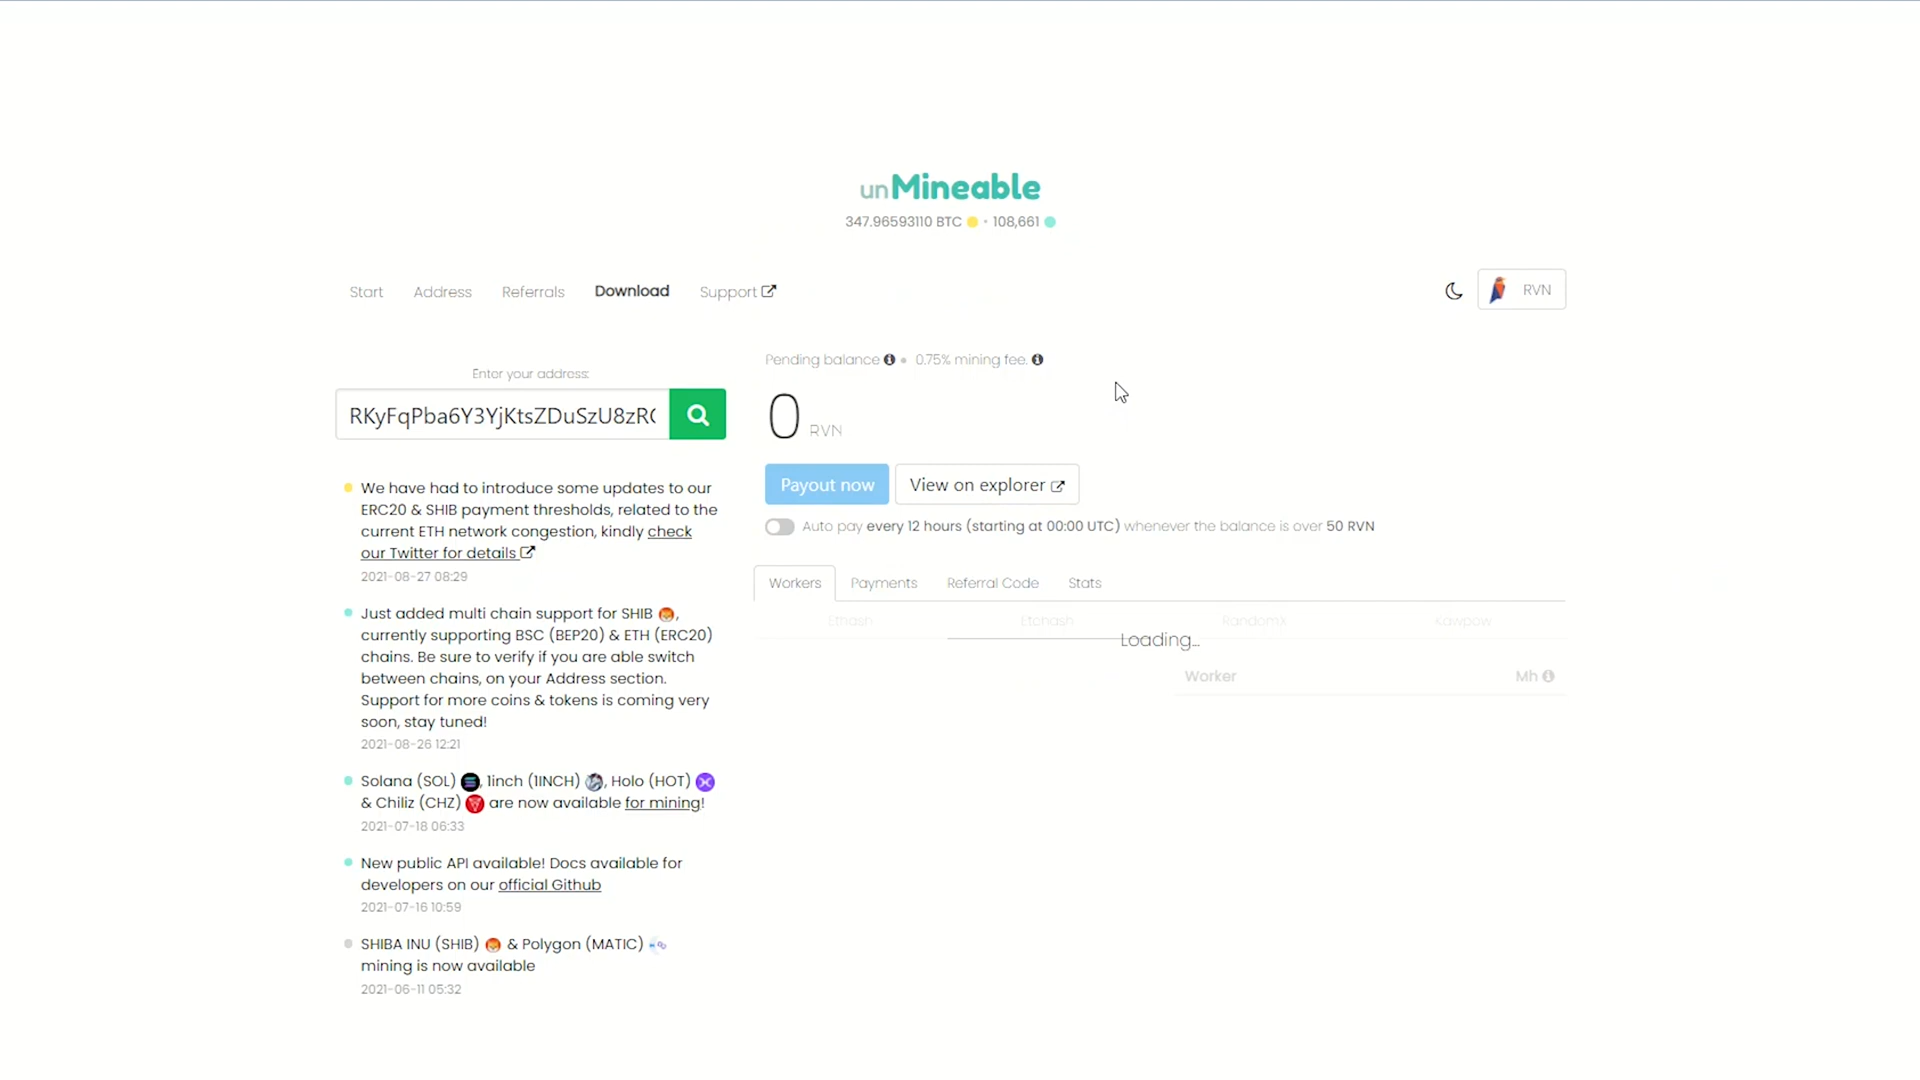 unMineable
347.96593110 BTC • 108,661
Start Address Referrals Download Support
RVN
Enter your address:
RKyFqPba6Y3YjKtsZDuSzU8zR
We have had to introduce some updates to our
ERC20 & SHIB payment thresholds, related to the
current ETH network congestion, kindly check
our Twitter for details
2021-08-27 08:29
Just added multi chain support for SHIB ,
currently supporting BSC (BEP20) & ETH (ERC20)
chains. Be sure to verify if you are able switch
between chains, on your Address section.
Support for more coins & tokens is coming very
soon, stay tuned!
2021-08-26 12:21
Solana (SOL) , 1inch (1INCH) , Holo (HOT)
& Chiliz (CHZ) are now available for mining!
2021-07-18 06:33
New public API available! Docs available for
developers on our official Github
2021-07-16 10:59
SHIBA INU (SHIB) & Polygon (MATIC)
mining is now available
2021-06-11 05:32
Pending balance • 0.75% mining fee.
0 RVN
Payout now View on explorer
Auto pay every 12 hours (starting at 00:00 UTC) whenever the balance is over 50 RVN
Workers Payments Referral Code Stats
Ethash Etchash RandomX Kawpow
Loading...
Worker Mh